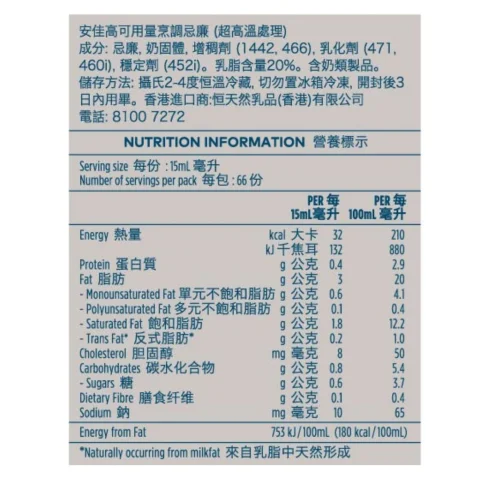 安佳高可用量烹調忌廉 (超高溫處理)
成分: 忌廉, 奶固體, 增稠劑 (1442, 466), 乳化劑 (471,
460i), 穩定劑 (452i)。乳脂含量20%。含奶類製品。
儲存方法: 攝氏2-4度恒溫冷藏, 切勿置冰箱冷凍, 開封後3
日內用畢。香港進口商:恒天然乳品(香港)有限公司
電話: 8100 7272
NUTRITION INFORMATION 營養標示
Serving size 每份 : 15mL 毫升
Number of servings per pack 每包 : 66 份
PER 每 PER 每
15mL毫升 100mL 毫升
Energy 熱量 kcal 大卡 32 210
kJ 千焦耳 132 880
Protein 蛋白質 g 公克 0.4 2.9
Fat 脂肪 g 公克 3 20
- Monounsaturated Fat 單元不飽和脂肪 g 公克 0.6 4.1
- Polyunsaturated Fat 多元不飽和脂肪 g 公克 0.1 0.4
- Saturated Fat 飽和脂肪 g 公克 1.8 12.2
- Trans Fat* 反式脂肪* g 公克 0.2 1.0
Cholesterol 胆固醇 mg 毫克 8 50
Carbohydrates 碳水化合物 g 公克 0.8 5.4
- Sugars 糖 g 公克 0.6 3.7
Dietary Fibre 膳食纤维 g 公克 0.1 0.4
Sodium 鈉 mg 毫克 10 65
Energy from Fat 753 kJ/100mL (180 kcal/100mL)
*Naturally occurring from milkfat 來自乳脂中天然形成